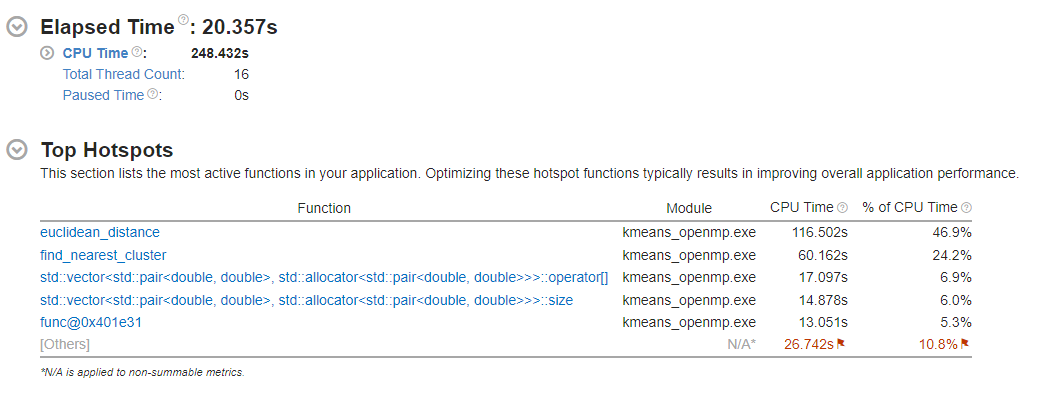 Elapsed Time ?: 20.357s
CPU Time ?: 248.432s
Total Thread Count: 16
Paused Time ?: 0s
Top Hotspots
This section lists the most active functions in your application. Optimizing these hotspot functions typically results in improving overall application performance.
Function Module CPU Time ? % of CPU Time ?
euclidean_distance kmeans_openmp.exe 116.502s 46.9%
find_nearest_cluster kmeans_openmp.exe 60.162s 24.2%
std::vector<std::pair<double, double>, std::allocator<std::pair<double, double>>>::operator[] kmeans_openmp.exe 17.097s 6.9%
std::vector<std::pair<double, double>, std::allocator<std::pair<double, double>>>::size kmeans_openmp.exe 14.878s 6.0%
func@0x401e31 kmeans_openmp.exe 13.051s 5.3%
[Others] N/A* 26.742s 10.8%
*N/A is applied to non-summable metrics.